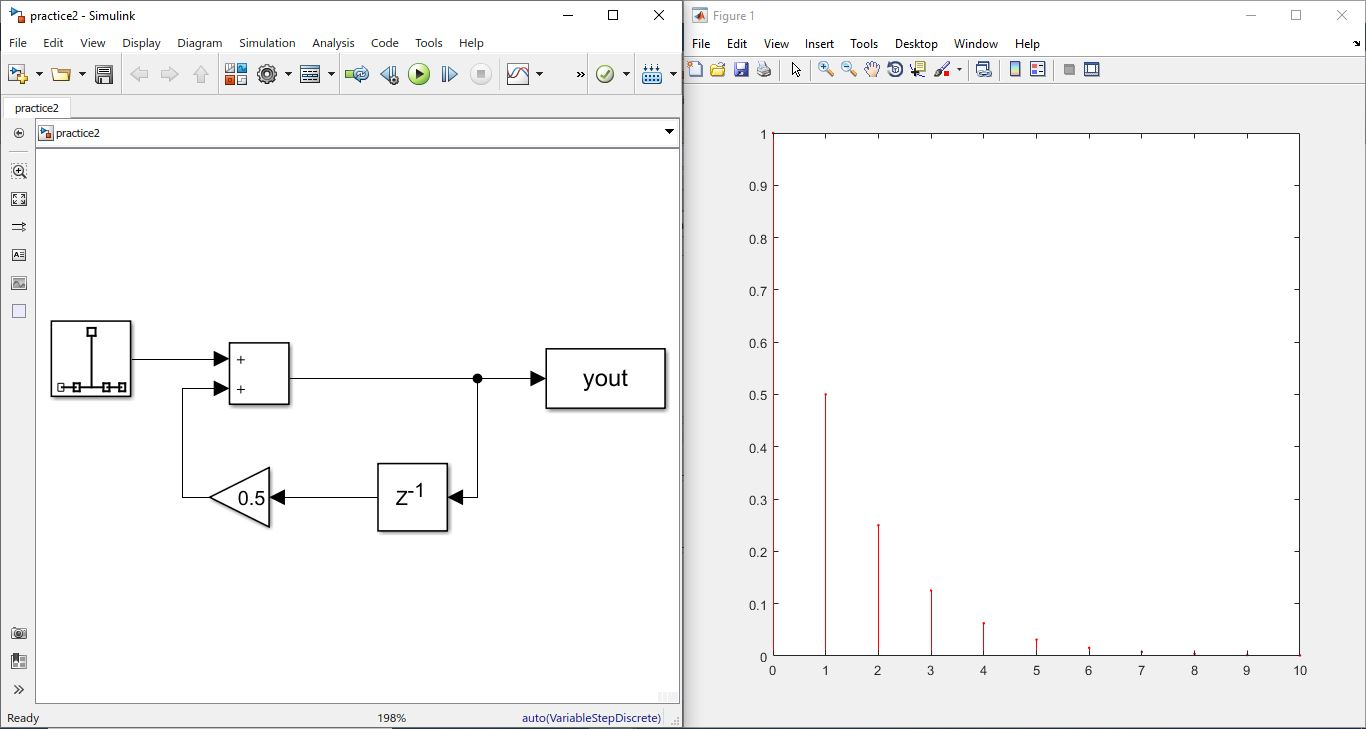 practice2 - Simulink
File Edit View Display Diagram Simulation Analysis Code Tools Help
»
practice2
practice2
A≡
+
+
yout
0.5
Z-1
»
Ready 198% auto(VariableStepDiscrete)
Figure 1
File Edit View Insert Tools Desktop Window Help
1
0.9
0.8
0.7
0.6
0.5
0.4
0.3
0.2
0.1
0
0 1 2 3 4 5 6 7 8 9 10